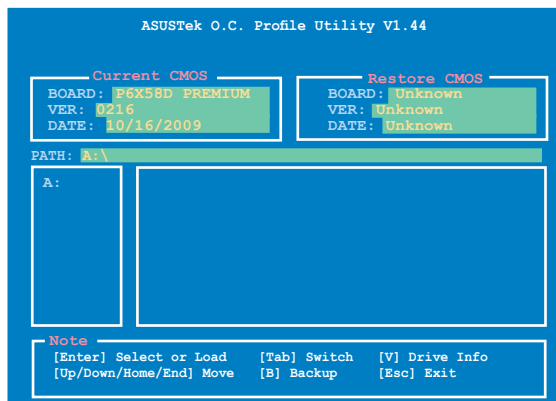 ASUSTek O.C. Profile Utility V1.44
Current CMOS
BOARD: P6X58D PREMIUM
VER: 0216
DATE: 10/16/2009
Restore CMOS
BOARD: Unknown
VER: Unknown
DATE: Unknown
PATH: A:\
A:
Note
[Enter] Select or Load [Tab] Switch [V] Drive Info
[Up/Down/Home/End] Move [B] Backup [Esc] Exit